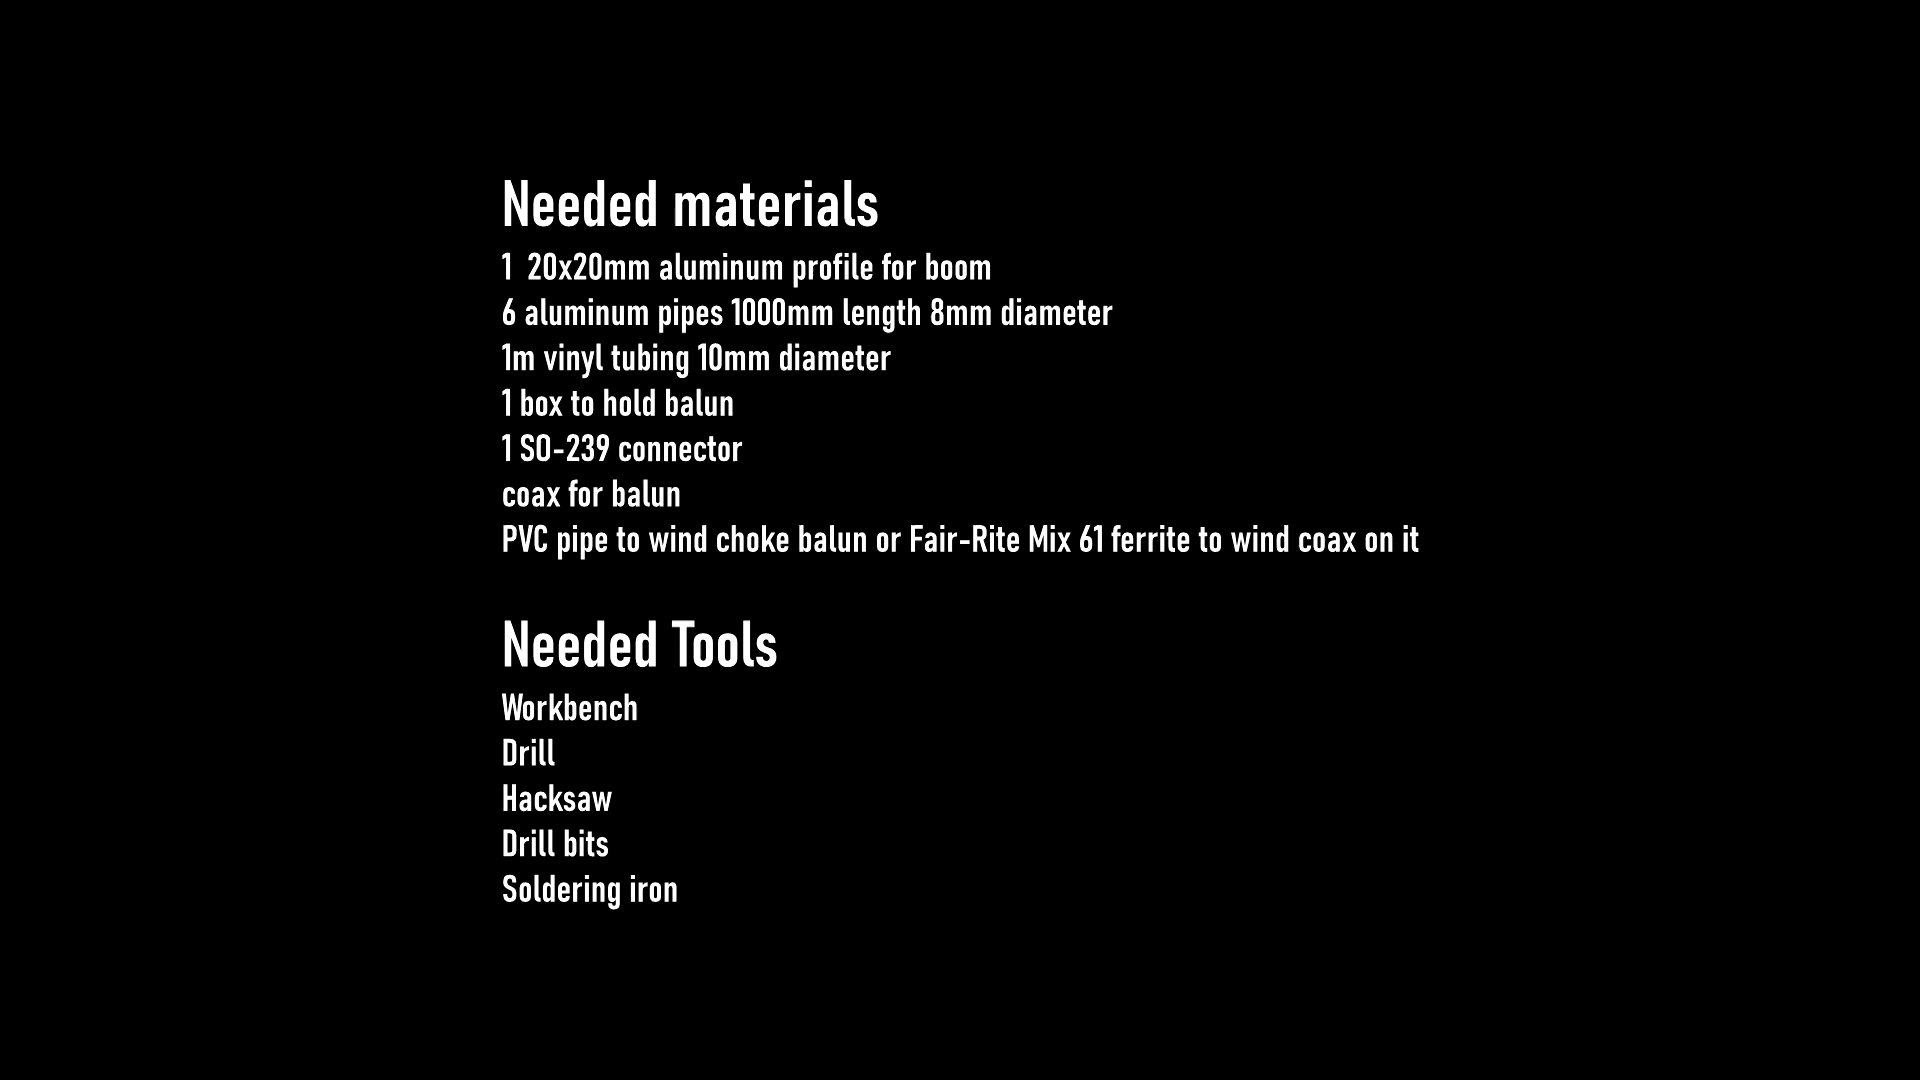 Needed materials
1 20x20mm aluminum profile for boom
6 aluminum pipes 1000mm length 8mm diameter
1m vinyl tubing 10mm diameter
1 box to hold balun
1 SO-239 connector
coax for balun
PVC pipe to wind choke balun or Fair-Rite Mix 61 ferrite to wind coax on it
Needed Tools
Workbench
Drill
Hacksaw
Drill bits
Soldering iron